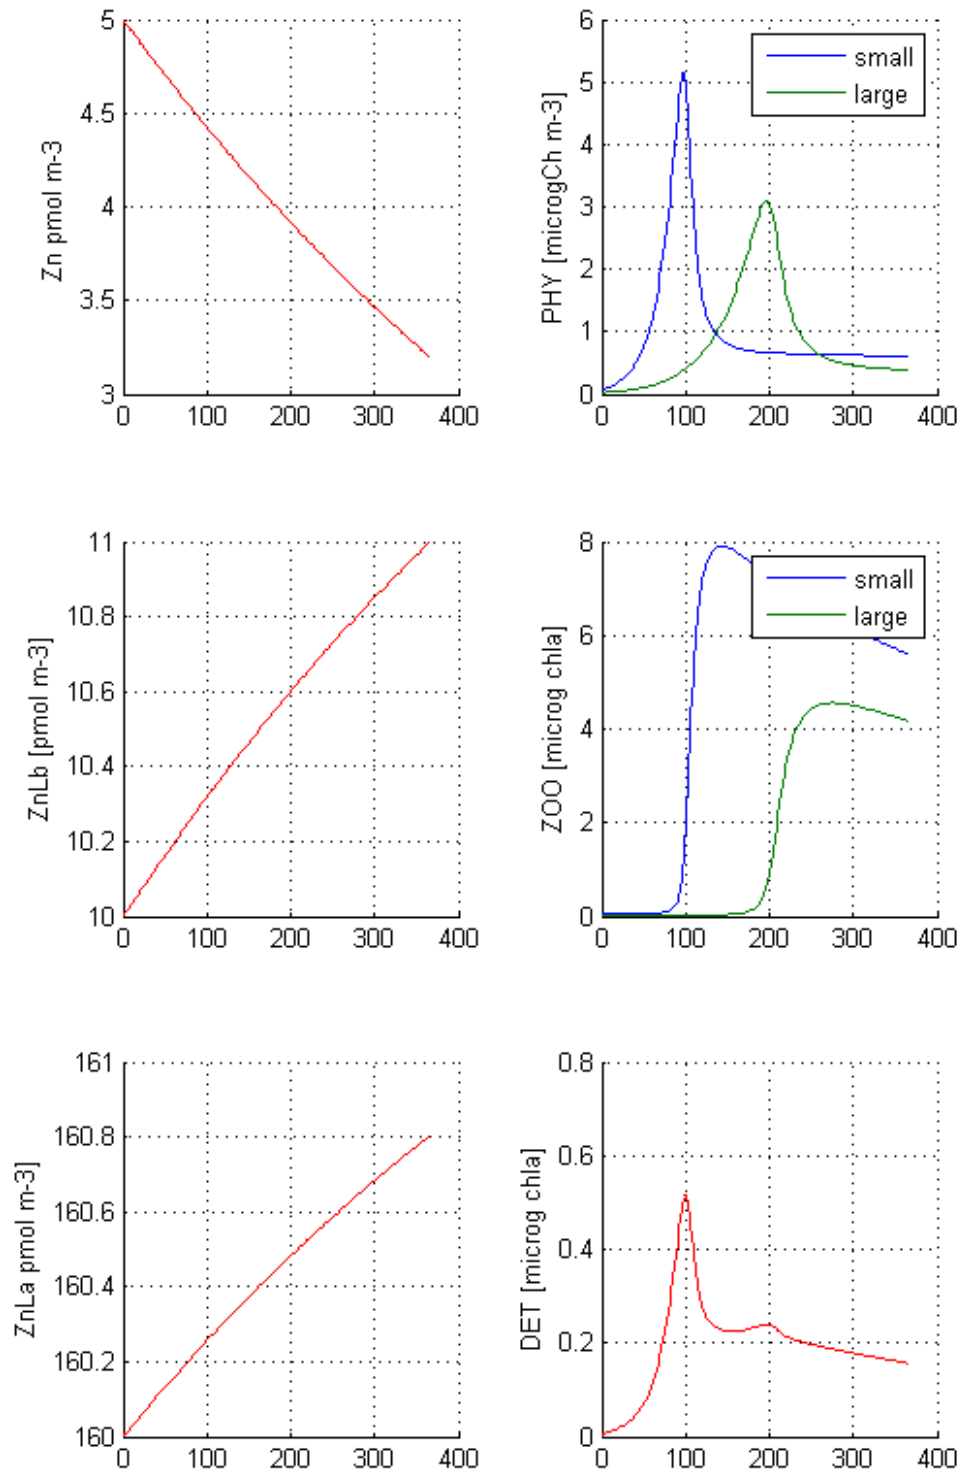 Zn pmol m-3
5
4.5
4
3.5
3
0 100 200 300 400
PHY [microgCh m-3]
6
5
4
3
2
1
0
0 100 200 300 400
small
large
ZnLb [pmol m-3]
11
10.8
10.6
10.4
10.2
10
0 100 200 300 400
ZOO [microg chla]
8
6
4
2
0
0 100 200 300 400
small
large
ZnLa pmol m-3]
161
160.8
160.6
160.4
160.2
160
0 100 200 300 400
DET [microg chla]
0.8
0.6
0.4
0.2
0
0 100 200 300 400